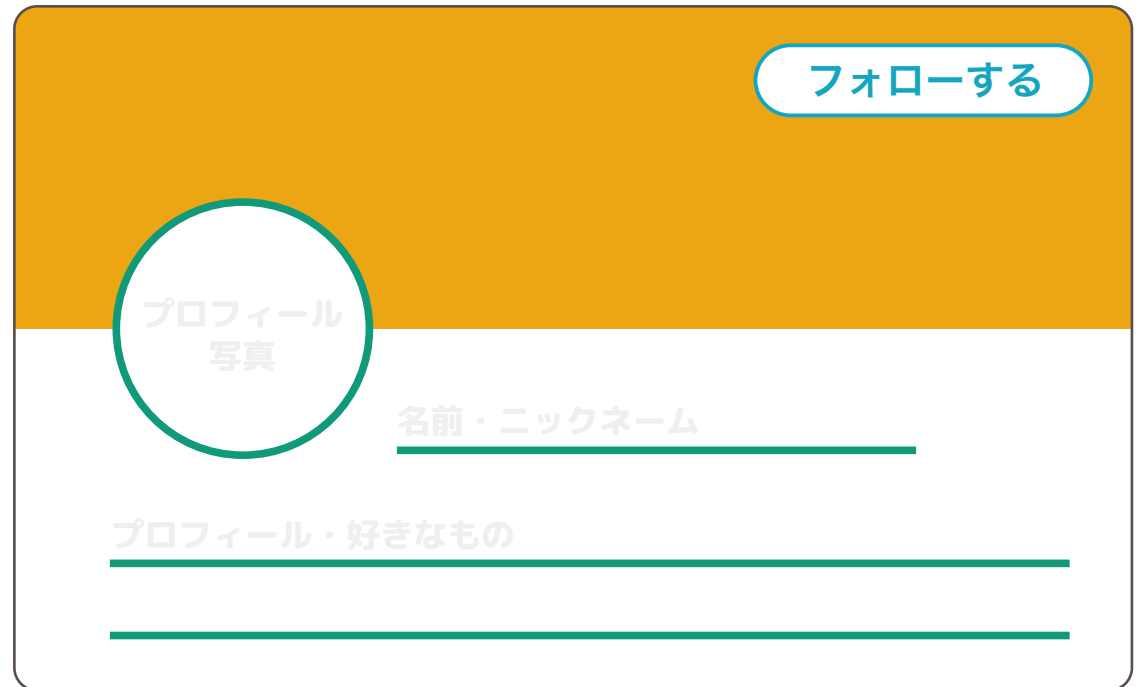 フォローする
プロフィール
写真
名前・ニックネーム
プロフィール・好きなもの